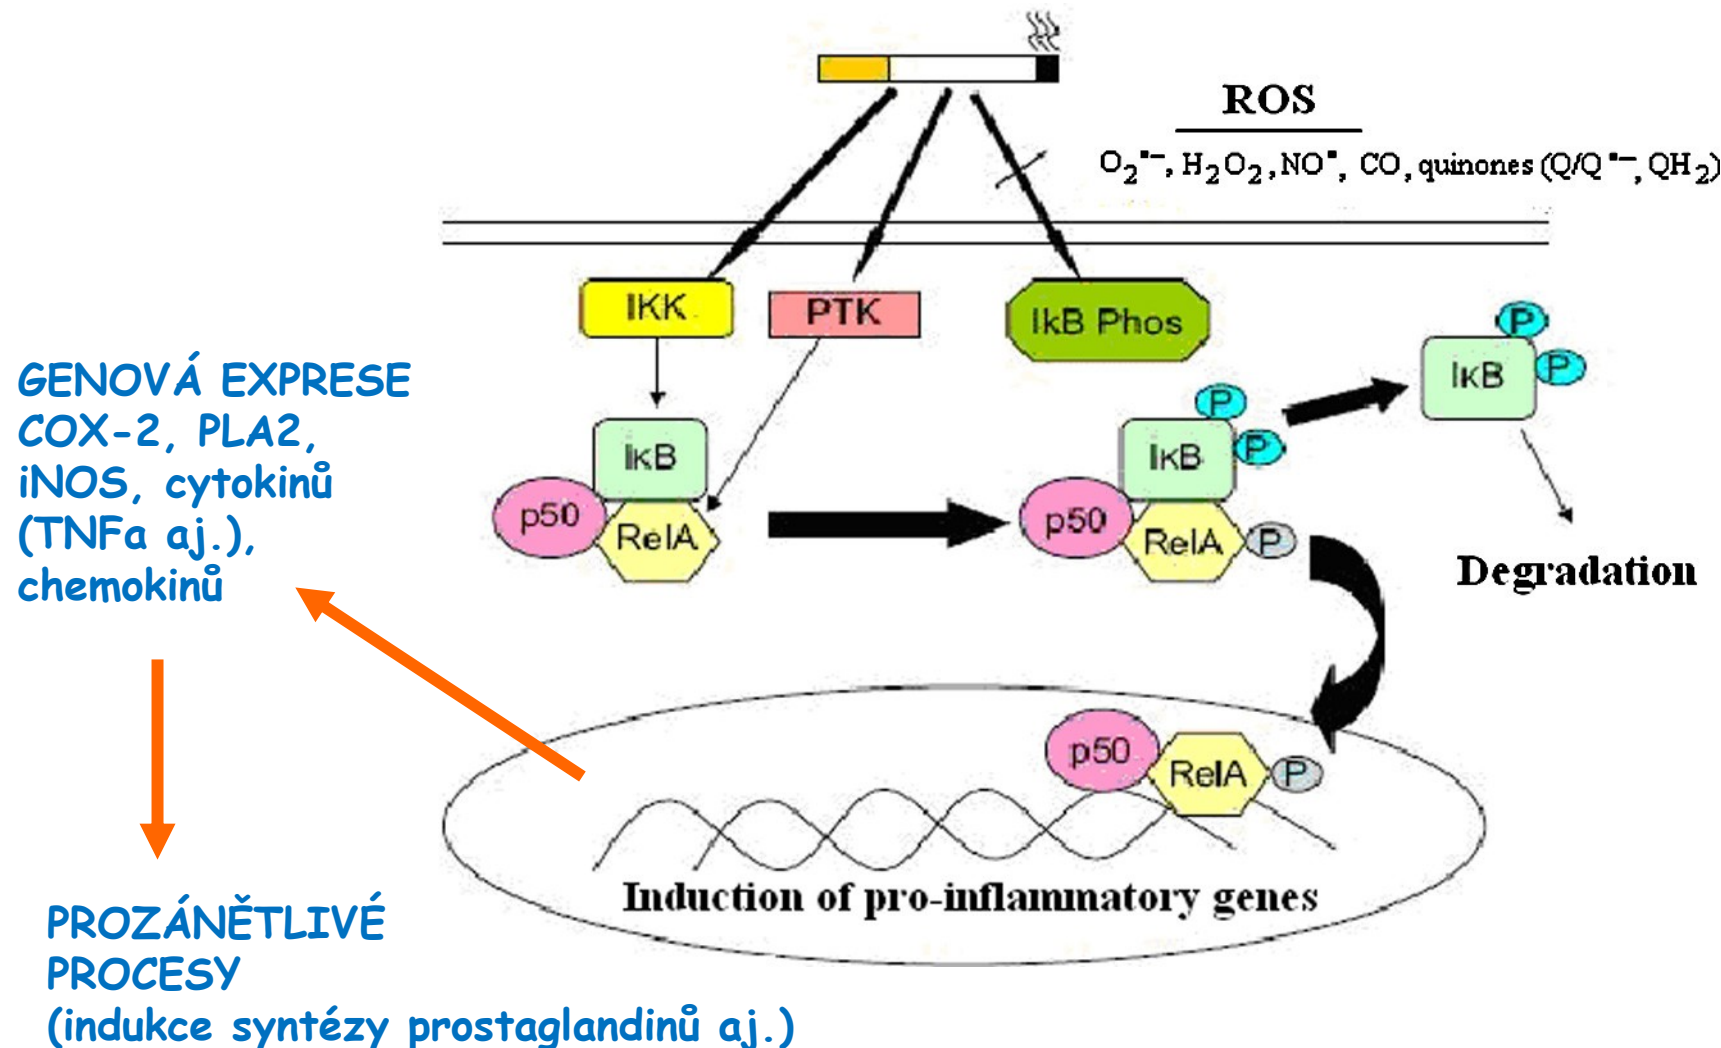 ROS
O₂•−, H₂O₂, NO•, CO, quinones (Q/Q•−, QH₂)
IKK
PTK
IkB Phos
P
P
IκB
GENOVÁ EXPRESE
COX-2, PLA2,
iNOS, cytokinů
(TNFa aj.),
chemokinů
IκB
p50
RelA
P
P
IκB
p50
RelA
P
Degradation
p50
RelA
P
Induction of pro-inflammatory genes
PROZÁNĚTLIVÉ
PROCESY
(indukce syntézy prostaglandinů aj.)